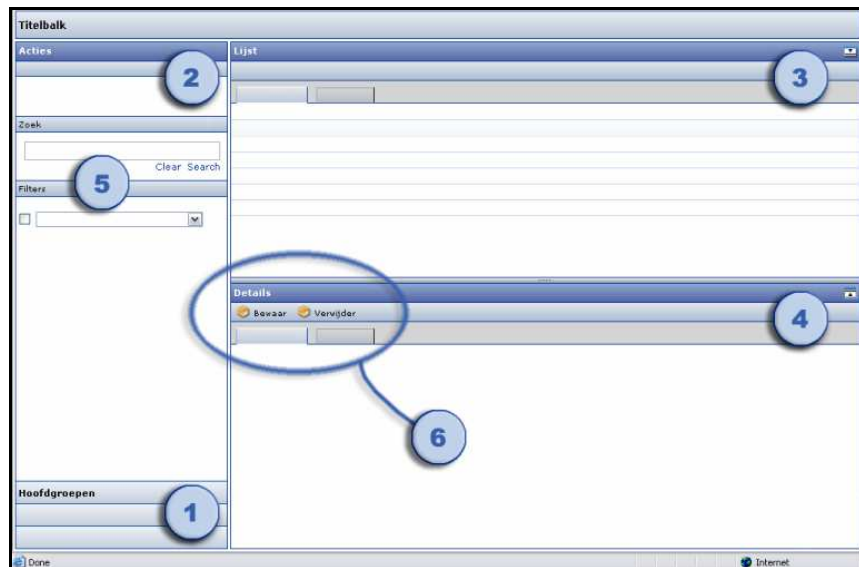 Titelbalk
Acties
2
Lijst
3
Zoek
Clear Search
5
Filters
Details
Bewaar Verwijder
4
6
Hoofdgroepen
1
Done
Internet